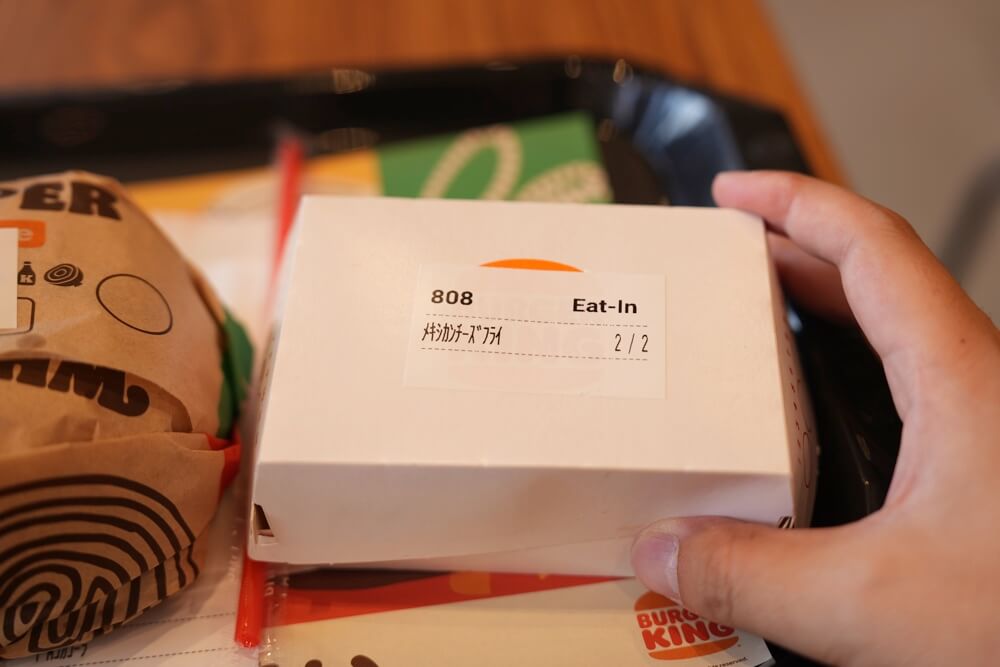 PER
808 Eat-In
ﾒｷｼｶﾝﾁｰｽﾞﾌﾗｲ 2/2
BURGER
KING